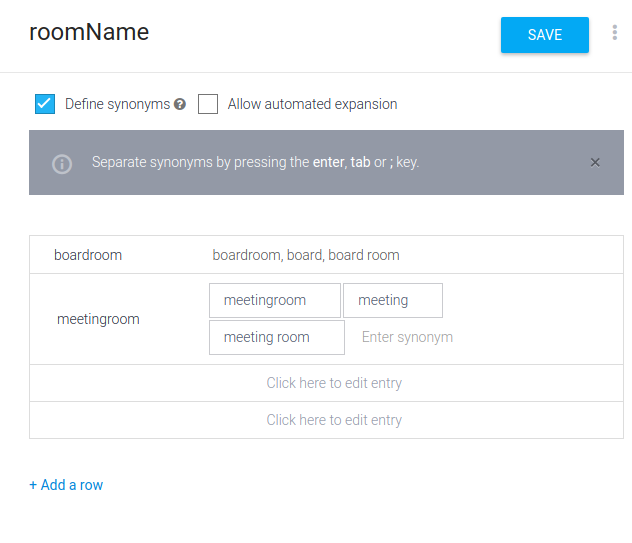 roomName
SAVE
Define synonyms ? Allow automated expansion
Separate synonyms by pressing the enter, tab or ; key.
boardroom boardroom, board, board room
meetingroom
meetingroom meeting
meeting room Enter synonym
Click here to edit entry
Click here to edit entry
+ Add a row